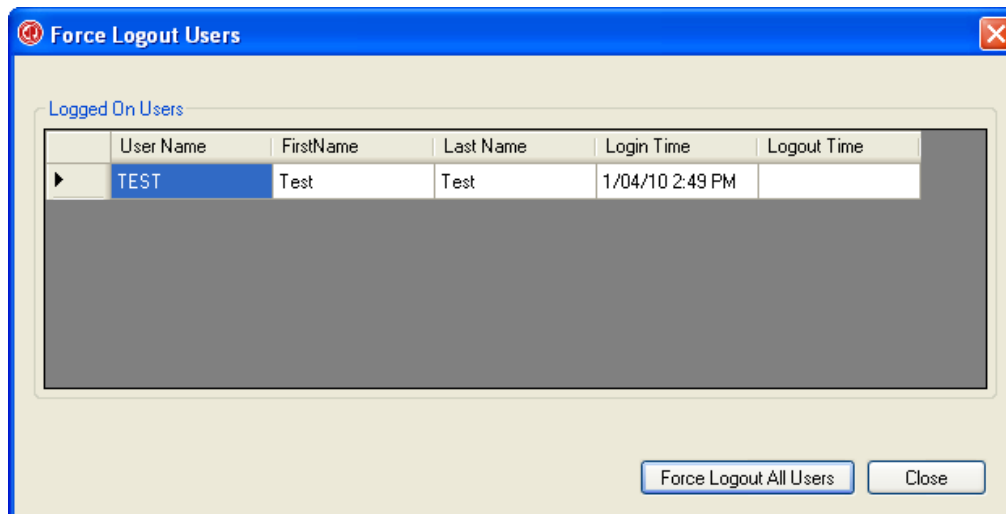 Force Logout Users
Logged On Users
User Name FirstName Last Name Login Time Logout Time
TEST Test Test 1/04/10 2:49 PM
Force Logout All Users Close